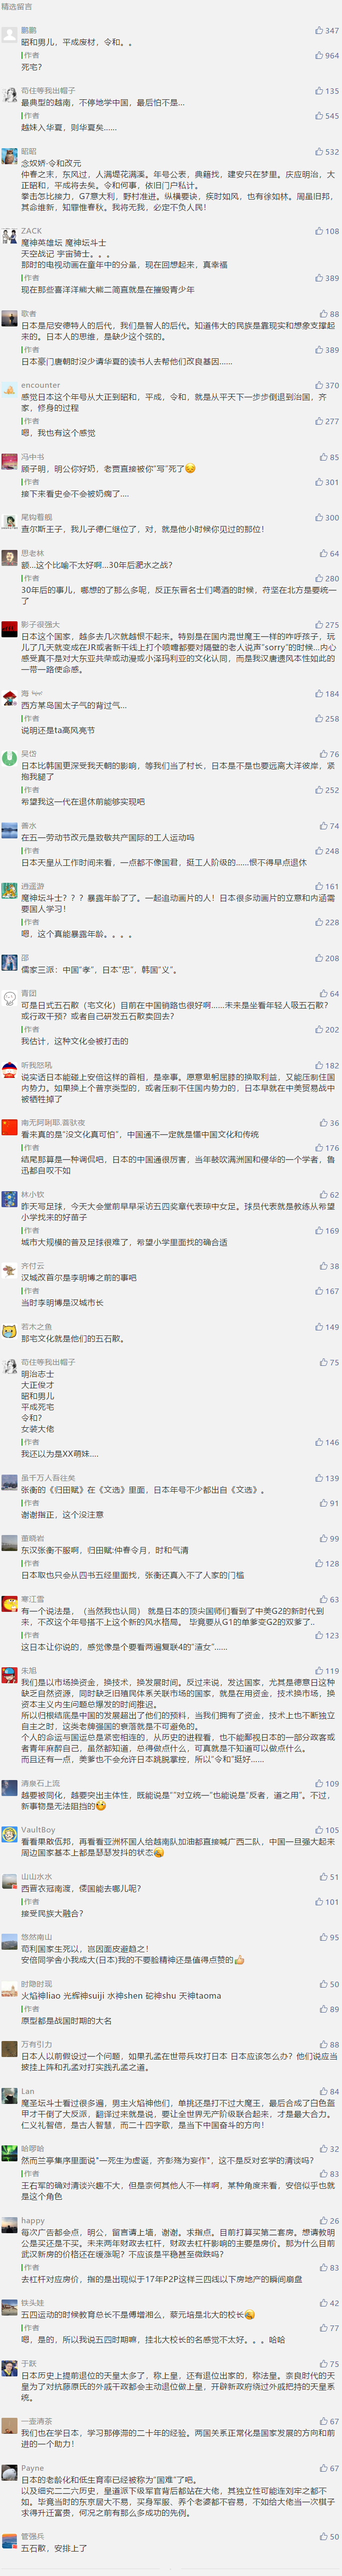 精选留言
鹏鹏
347
昭和男儿，平成废材，令和。。
作者
964
死宅?
苟住等我出帽子
135
最典型的越南，不停地学中国，最后怕不是...
作者
545
越妹入华夏，则华夏矣......
昭昭
532
念奴娇·令和改元
仲春之末，东风过，人满堤花满溪。年号公表，典籍找，建安只在梦里。庆应明治，大
正昭和，平成将去矣。令和何事，依旧门户私计。
拳击怎比接力，G7意大利，野村准进。纵横要诀，疾时如风，也有徐如林。周虽旧邦，
其命维新，知罪惟春秋。我将无我，必定不负人民!
ZACK
108
魔神英雄坛 魔神坛斗士
天空战记 宇宙骑士。。。
那时的电视动画在童年中的分量，现在回想起来，真幸福
作者
389
现在那些喜洋洋熊大熊二简直就是在摧毁青少年
歌者
88
日本是尼安德特人的后代，我们是智人的后代。知道伟大的民族是靠现实和想象支撑起
来的。日本人的思维，是缺少这个弦的。
作者
389
日本豪门唐朝时没少请华夏的读书人去帮他们改良基因......
encounter
370
感觉日本这个年号从大正到昭和，平成，令和，就是从平天下一步步倒退到治国，齐
家，修身的过程
作者
277
嗯，我也有这个感觉
冯中书
85
顾子明，明公你好奶，老贾直接被你"写"死了
作者
301
接下来看史会不会被奶瘸了....
尾钩看橱
300
查尔斯王子，我儿子德仁继位了，对，就是他小时候你见过的那位!
思老林
64
额...这个比喻不太好啊...30年后淝水之战?
作者
280
30年后的事儿，哪想的了那么多呢，反正东晋名士们喝酒的时候，苻坚在北方是要统一
了
影子很强大
275
日本这个国家，越多去几次就越恨不起来。特别是在国内混世魔王一样的咋呼孩子，玩
儿了几天就变成在JR或者新干线上打个喷嚏都要对隔壁的老人说声"sorry"的时候...内心
感受真不是对大东亚共荣或动漫或小泽玛利亚的文化认同，而是我汉唐遗风本性如此的
一带一路使命感。
海
184
西方某岛国太子气的背过气...
作者
258
说明还是ta高风亮节
吴岱
76
日本比韩国更深受我天朝的影响，等我们当了村长，日本是不是也要远离大洋彼岸，紧
抱我腿了
作者
252
希望我这一代在退休前能够实现吧
善水
74
在五一劳动节改元是致敬共产国际的工人运动吗
作者
248
日本天皇从工作时间来看，一点都不像国君，挺工人阶级的......恨不得早点退休
逍遥游
161
魔神坛斗士? ? ? 暴露年龄了了。一起追动画片的人! 日本很多动画片的立意和内涵需
要国人学习!
作者
228
嗯，这个真能暴露年龄。。。。
邵
208
儒家三派: 中国"孝"，日本"忠"，韩国"义"。
青团
64
可是日式五石散（宅文化）目前在中国销路也很好啊......未来是坐看年轻人吸五石散?
或行政干预? 或者自己研发五石散卖回去?
作者
202
我估计，这种文化会被打击的
听我怒吼
182
说实话日本能碰上安倍这样的首相，是幸事。愿意卑躬屈膝的换取利益，又能压制住国
内势力。如果换上个普京类型的，或者压制不住国内势力的，日本早就在中美贸易战中
被牺牲掉了
南无阿唎耶.菩驮夜
36
看来真的是"没文化真可怕"，中国通不一定就是懂中国文化和传统
作者
176
结尾那算是一种调侃吧，日本的中国通很厉害，当年鼓吹满洲国和侵华的一个学者，鲁
迅都自叹不如
林小钦
62
昨天写足球，今天大会堂前早早采访五四奖章代表琼中女足。球员代表就是教练从希望
小学找来的好苗子
作者
169
城市大规模的普及足球很难了，希望小学里面找的确合适
齐付云
38
汉城改首尔是李明博之前的事吧
作者
167
当时李明博是汉城市长
若木之鱼
149
那宅文化就是他们的五石散。
苟住等我出帽子
75
明治志士
大正俊才
昭和男儿
平成死宅
令和?
女装大佬
作者
146
我还以为是XX萌妹....
虽千万人吾往矣
139
张衡的《归田赋》在《文选》里面，日本年号不少都出自《文选》。
作者
91
谢谢指正，这个没注意
面晓岩
99
东汉张衡不服啊，归田赋:仲春令月，时和气清
作者
128
日本取也只会从四书五经里面找，张衡还真入不了人家的门槛
寒江雪
63
有一个说法是，（当然我也认同） 就是日本的顶尖国师们看到了中美G2的新时代到
来，不改这个年号搭不上这个新的风水格局。 毕竟要从G1的单爹变G2的双爹了..
作者
123
这日本让你说的，感觉像是个要看两遍复联4的"渣女"......
朱旭
119
我们是以市场换资金，换技术，换发展时间。反过来说，发达国家，尤其是德意日这种
缺乏自然资源，同时缺乏旧殖民体系关联市场的国家，就是在用资金，技术换市场，换
资本主义内生问题总爆发的时间推迟。
所以归根结底是中国的发展超出了他们的预料，当我们拥有了资金，技术上也不断独立
自主之时，这类老牌强国的衰落就是不可避免的。
个人的命运与国运总是紧密相连的，从历史的进程看，也不能鄙视日本的一部分政客或
者青年麻醉自己，虽然都知道，总得做点什么，可真就是不知道可以做点什么。
而且还有一点，美爹也不会允许日本跳脱掌控，所以"令和"挺好......
清泉石上流
109
越要被同化，越要突出主体性，既能说是""对立统一"也能说是"反者，道之用"。不过，
新事物是无法阻挡的
VaultBoy
105
看看果敢佤邦，再看看亚洲杯国人给越南队加油都直接喊广西二队，中国一旦强大起来
周边国家基本上都是瑟瑟发抖的状态
山山水水
51
西晋衣冠南渡，倭国能去哪儿呢?
作者
101
接受民族大融合?
悠然南山
95
苟利国家生死以，岂因面皮避趋之!
安倍同学舍小我成大(日本)我的不要脸精神还是值得点赞的
时隐时现
50
火焰神liao 光辉神suiji 水神shen 砣神shu 天神taoma
作者
89
原型都是战国时期的大名
万有引力
88
日本人以前假设过一个问题，如果孔孟在世带兵攻打日本 日本应该怎么办? 他们说应当
披挂上阵和孔孟对打实践孔孟之道。
Lan
84
魔圣坛斗士看过很多遍，男主火焰神他们，单挑还是打不过大魔王，最后合成了白色盔
甲才干倒了大反派，翻译过来就是说，要让全世界无产阶级联合起来，才是最大合力。
仁义礼智信，是古人智慧，而二十四字歌，是当下中国奋斗的方向!
哈啰哈
32
然而兰亭集序里面说"一死生为虚诞，齐彭殇为妄作"，这不是反对玄学的清谈吗?
作者
83
王右军的确对清谈兴趣不大，但是奈何其他人不一样啊，某种角度来看，安倍似乎也就
是这个角色
happy
26
每次广告都会点，明公，留言请上墙，谢谢。求指点。目前打算买第二套房。想请教明
公是买还是不买。未来两年财政去杠杆，财政去杠杆影响的主要是房价。那为什么目前
武汉新房的价格还在缓涨呢? 不应该是平稳甚至微跌吗?
作者
83
去杠杆对应房价，指的是出现似于17年P2P这样三四线以下房地产的瞬间崩盘
铁头娃
42
五四运动的时候教育总长不是傅增湘么，蔡元培是北大的校长
作者
77
嗯，是的，所以我说五四时期嘛，挂北大校长的名感觉不太好。。。哈哈
于跃
75
日本历史上提前退位的天皇太多了，称上皇，还有退位出家的，称法皇。奈良时代的天
皇为了对抗藤原氏的外戚干政都会主动退位做上皇，开辟新政府绕过外戚把持的天皇系
统。
一壶清茶
67
我们也在学日本，学习那停滞的二十年的经验。两国关系正常化是国家发展的方向和前
进的一个助力!
Payne
67
日本的老龄化和低生育率已经被称为"国难"了吧。
以及细究二二六历史，皇道派下级军官背后都站在大佬，其独立性可能连刘牢之都不
如。毕竟当时的东京居大不易，买身军服、养个老婆都不容易，不如给大佬当一次棋子
求得升迁富贵，何况之前有那么多成功的先例。
管强兵
50
五石散，安排上了